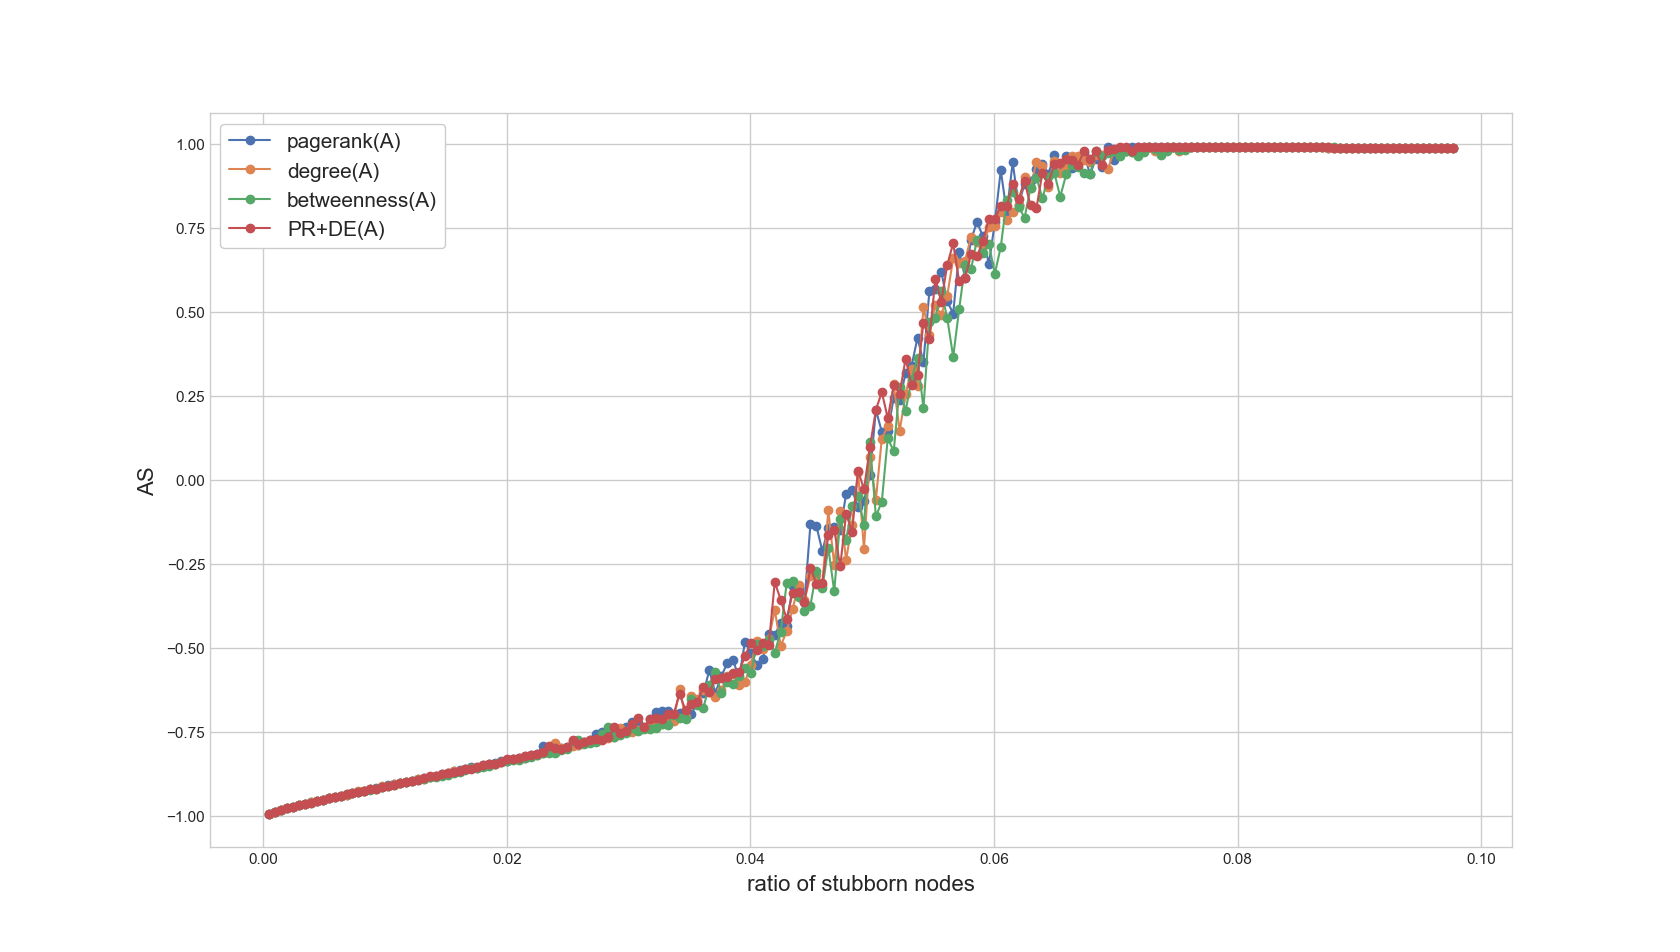 pagerank(A)
degree(A)
betweenness(A)
PR+DE(A)
1.00
0.75
0.50
0.25
0.00
−0.25
−0.50
−0.75
−1.00
AS
0.00 0.02 0.04 0.06 0.08 0.10
ratio of stubborn nodes